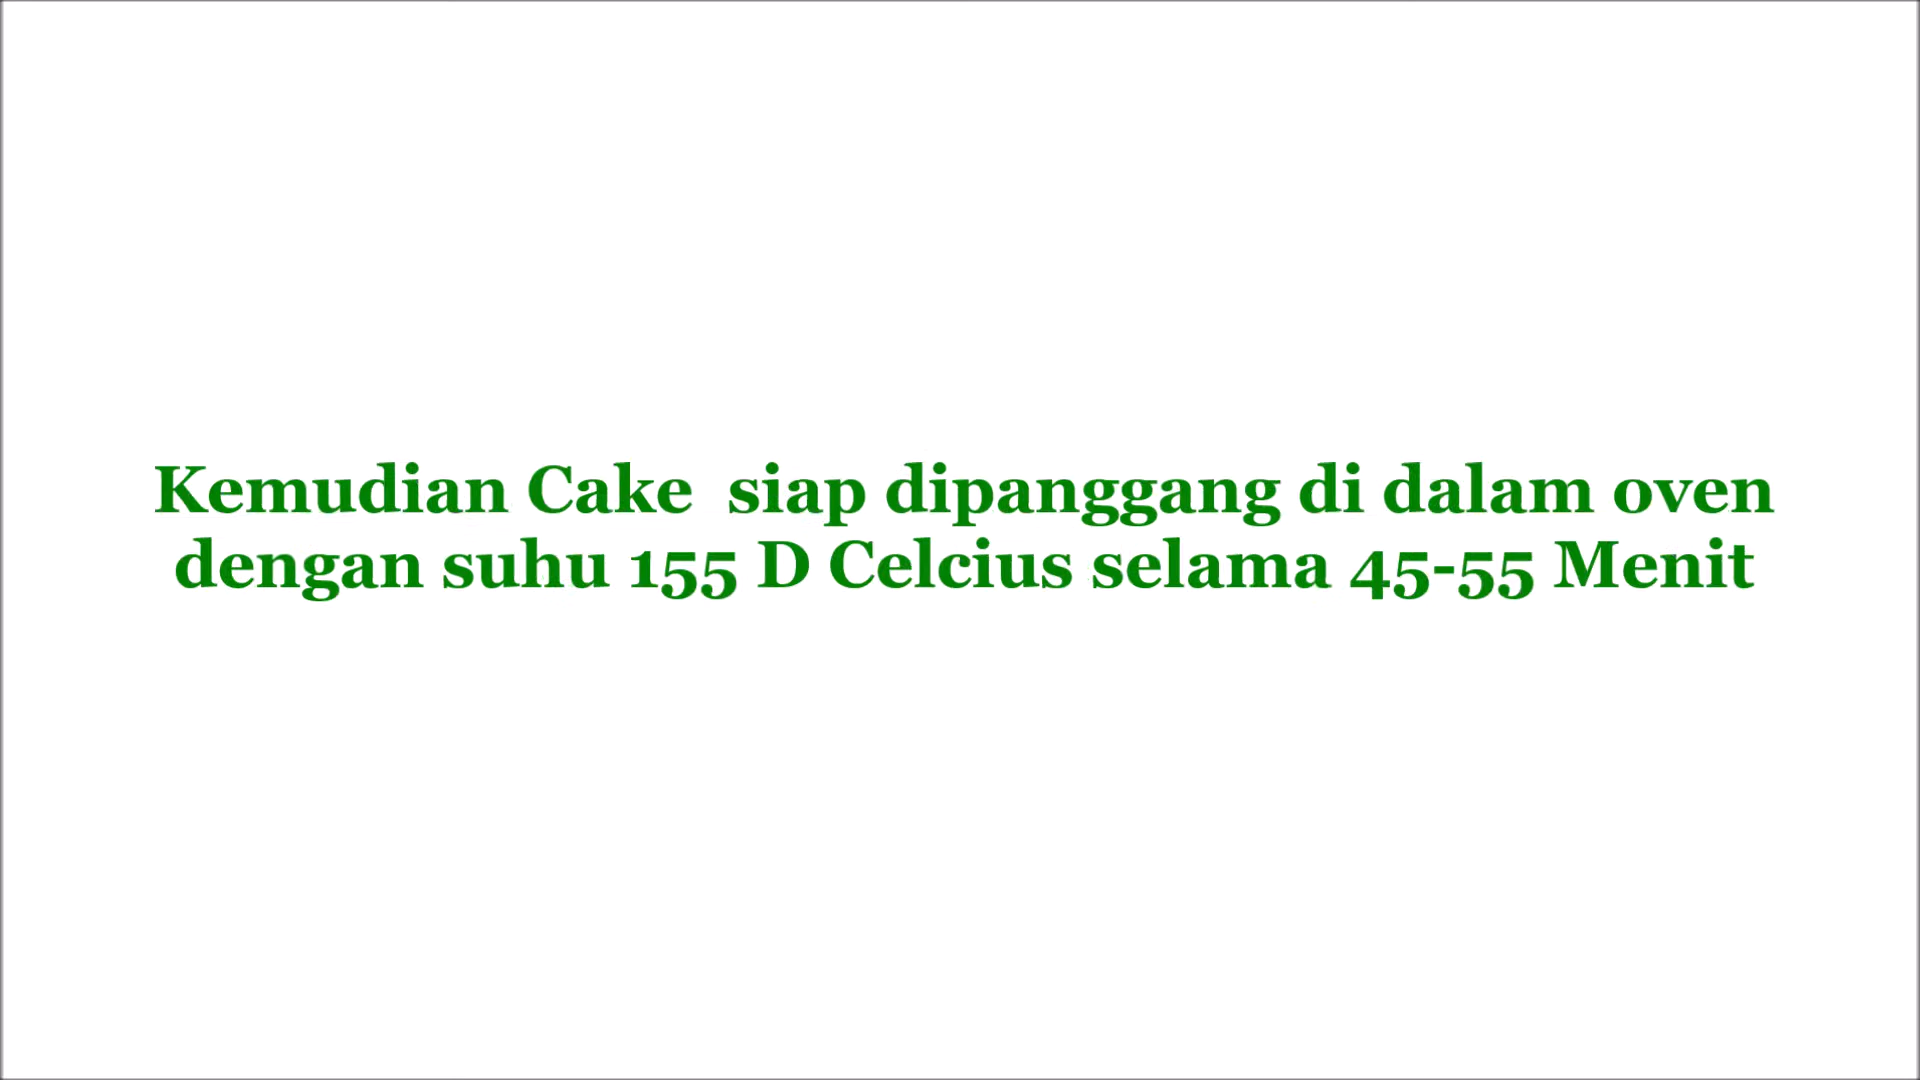 Kemudian Cake  siap dipanggang di dalam oven
dengan suhu 155 D Celcius selama 45-55 Menit